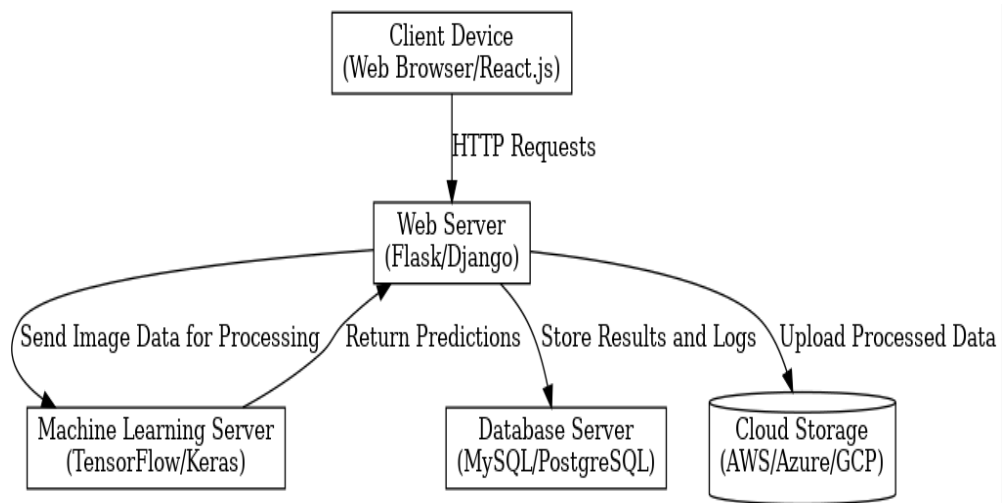 Client Device
(Web Browser/React.js)
HTTP Requests
Web Server
(Flask/Django)
Send Image Data for Processing
Return Predictions
Store Results and Logs
Upload Processed Data
Machine Learning Server
(TensorFlow/Keras)
Database Server
(MySQL/PostgreSQL)
Cloud Storage
(AWS/Azure/GCP)